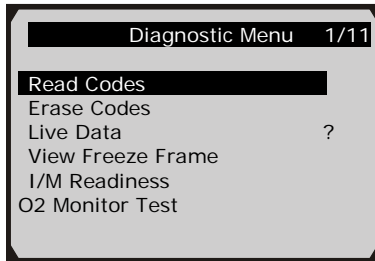 Diagnostic Menu 1/11
Read Codes
Erase Codes
Live Data ?
View Freeze Frame
I/M Readiness
O2 Monitor Test